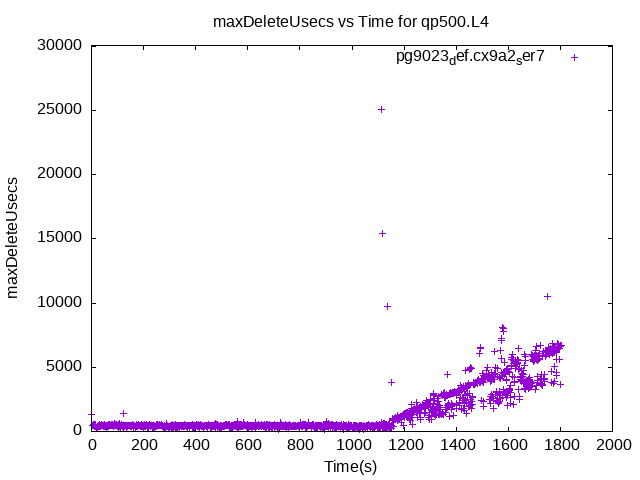 maxDeleteUsecs vs Time for qp500.L4
pg9023def.cx9a2ser7
30000
25000
20000
15000
10000
5000
0
maxDeleteUsecs
0 200 400 600 800 1000 1200 1400 1600 1800 2000
Time(s)